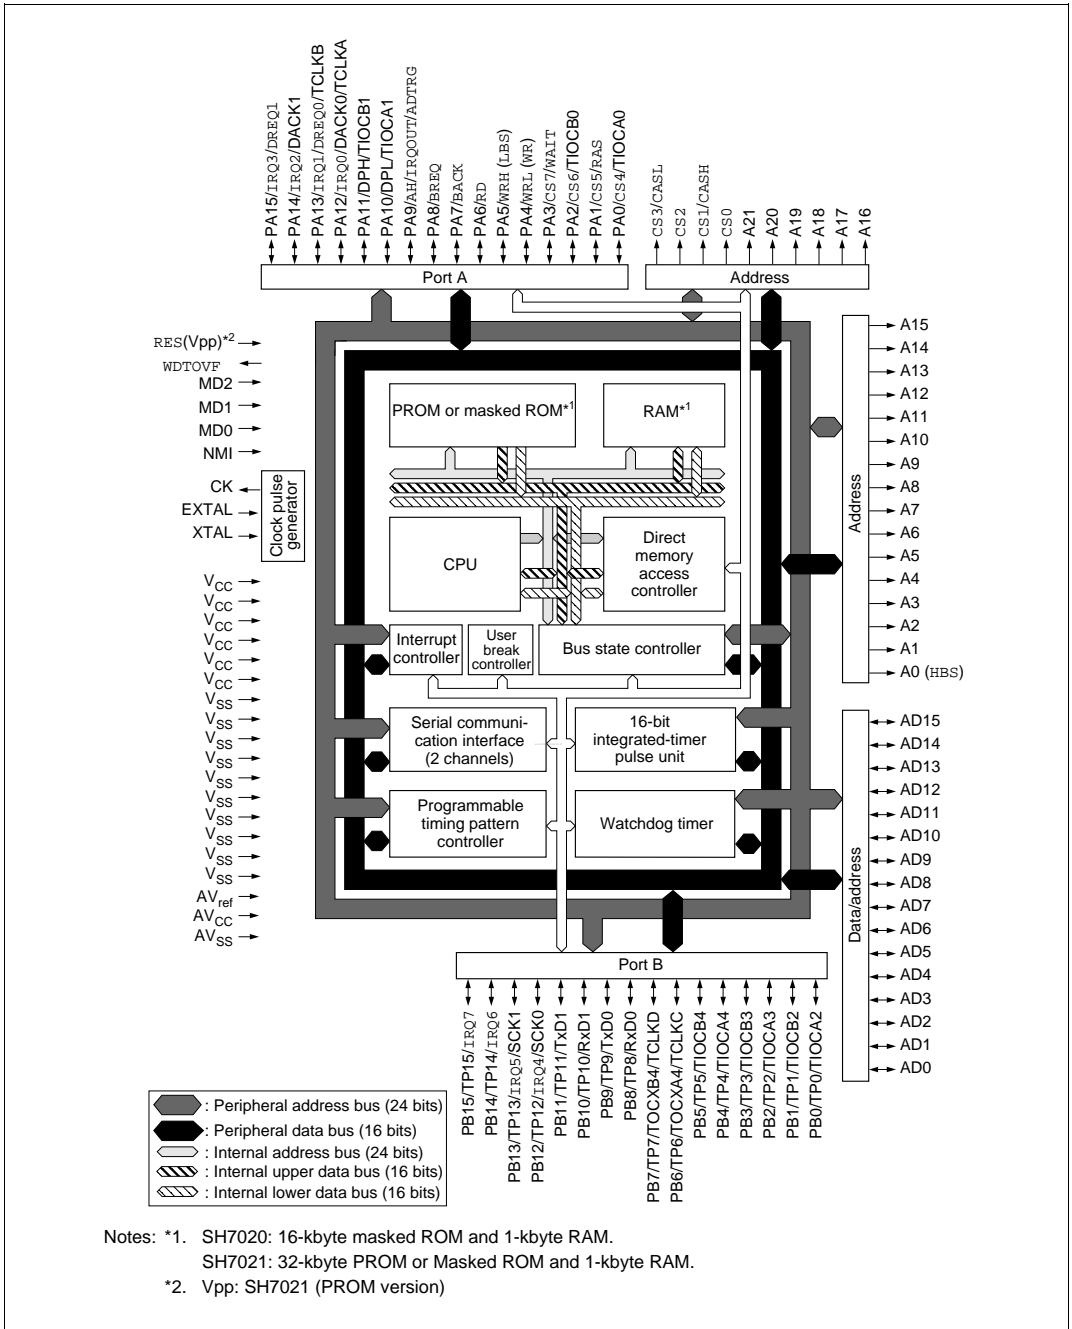 PA15/IRQ3/DREQ1
PA14/IRQ2/DACK1
PA13/IRQ1/DREQ0/TCLKB
PA12/IRQ0/DACK0/TCLKA
PA11/DPH/TIOCB1
PA10/DPL/TIOCA1
PA9/AH/IRQOUT/ADTRG
PA8/BREQ
PA7/BACK
PA6/RD
PA5/WRH (LBS)
PA4/WRL (WR)
PA3/CS7/WAIT
PA2/CS6/TIOCB0
PA1/CS5/RAS
PA0/CS4/TIOCA0
CS3/CASL
CS2
CS1/CASH
CS0
A21
A20
A19
A18
A17
A16
Port A
Address
RES(Vpp)*2
WDTOVF
MD2
MD1
MD0
NMI
CK
EXTAL
XTAL
Clock pulse
generator
VCC
VCC
VCC
VCC
VCC
VCC
VSS
VSS
VSS
VSS
VSS
VSS
VSS
VSS
VSS
VSS
AVref
AVCC
AVSS
PROM or masked ROM*1
RAM*1
CPU
Direct
memory
access
controller
Interrupt
controller
User
break
controller
Bus state controller
Serial communi-
cation interface
(2 channels)
16-bit
integrated-timer
pulse unit
Programmable
timing pattern
controller
Watchdog timer
Address
A15
A14
A13
A12
A11
A10
A9
A8
A7
A6
A5
A4
A3
A2
A1
A0 (HBS)
Data/address
AD15
AD14
AD13
AD12
AD11
AD10
AD9
AD8
AD7
AD6
AD5
AD4
AD3
AD2
AD1
AD0
Port B
PB15/TP15/IRQ7
PB14/TP14/IRQ6
PB13/TP13/IRQ5/SCK1
PB12/TP12/IRQ4/SCK0
PB11/TP11/TxD1
PB10/TP10/RxD1
PB9/TP9/TxD0
PB8/TP8/RxD0
PB7/TP7/TOCXB4/TCLKD
PB6/TP6/TOCXA4/TCLKC
PB5/TP5/TIOCB4
PB4/TP4/TIOCA4
PB3/TP3/TIOCB3
PB2/TP2/TIOCA3
PB1/TP1/TIOCB2
PB0/TP0/TIOCA2
: Peripheral address bus (24 bits)
: Peripheral data bus (16 bits)
: Internal address bus (24 bits)
: Internal upper data bus (16 bits)
: Internal lower data bus (16 bits)
Notes: *1. SH7020: 16-kbyte masked ROM and 1-kbyte RAM.
SH7021: 32-kbyte PROM or Masked ROM and 1-kbyte RAM.
*2. Vpp: SH7021 (PROM version)